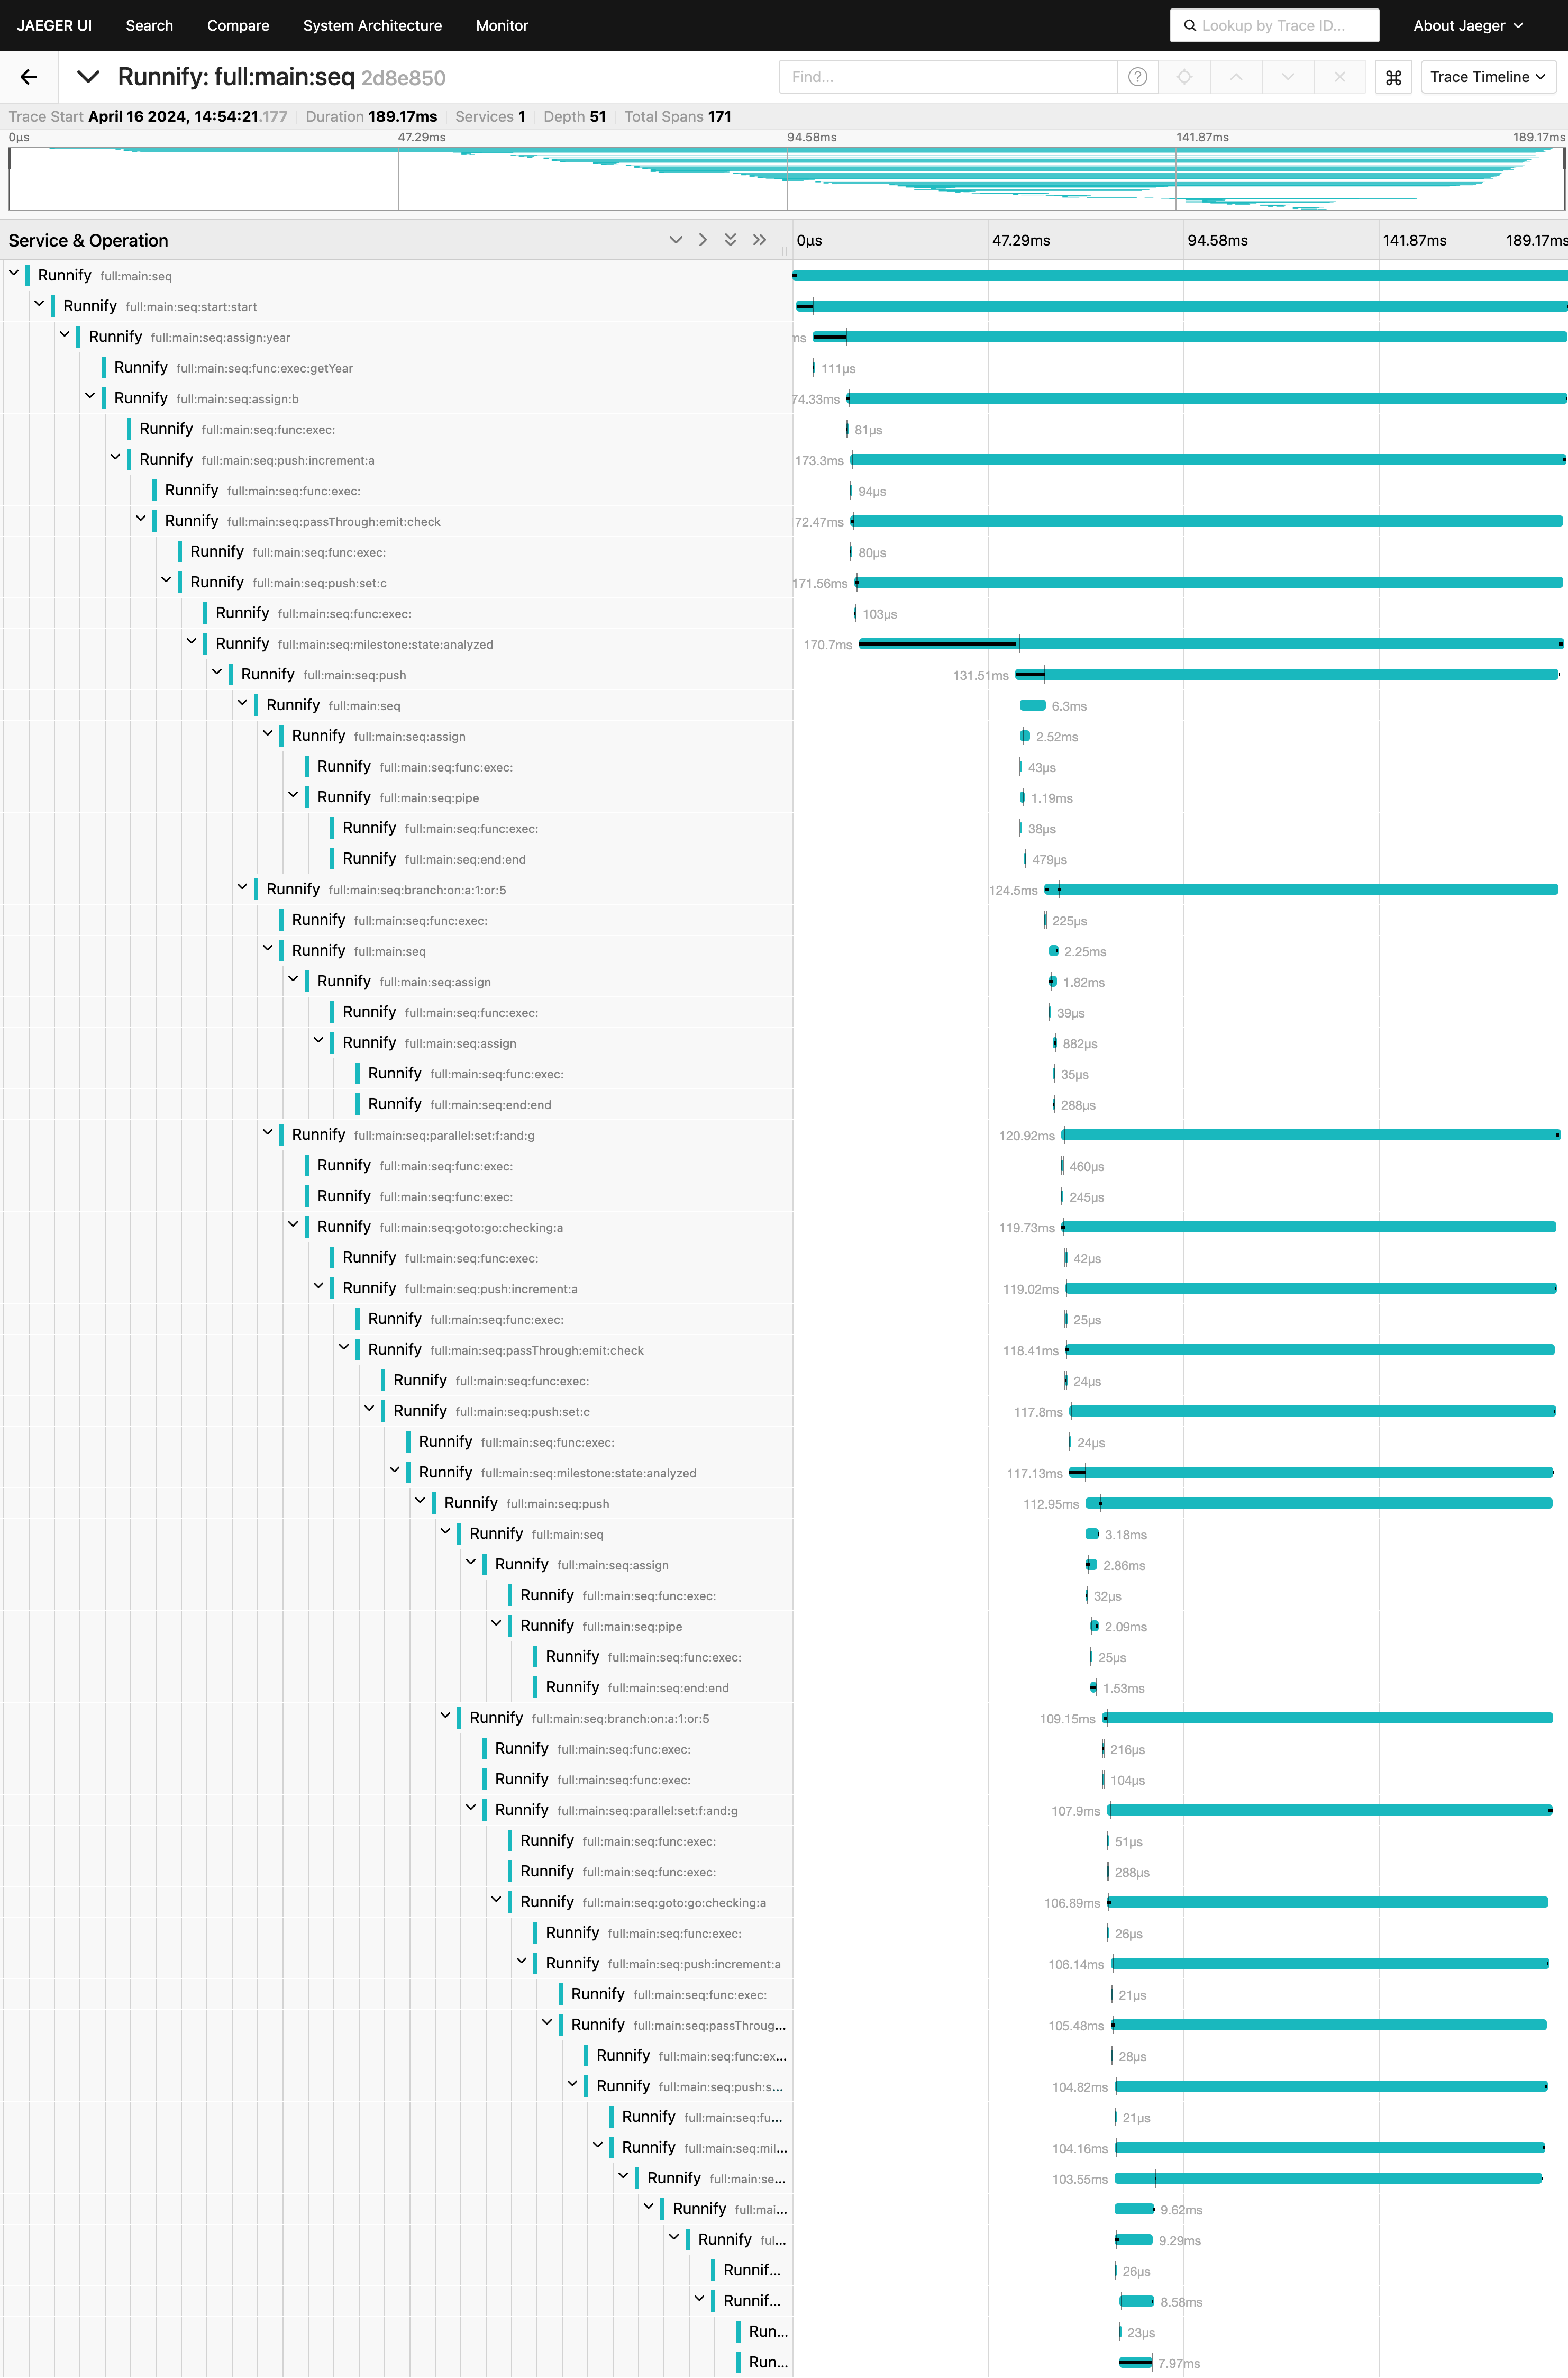 JAEGER UI Search Compare System Architecture Monitor Lookup by Trace ID... About Jaeger
Runnify: full:main:seq 2d8e850 Find... Trace Timeline
Trace Start April 16 2024, 14:54:21.177 Duration 189.17ms Services 1 Depth 51 Total Spans 171
0μs 47.29ms 94.58ms 141.87ms 189.17ms
Service & Operation 0μs 47.29ms 94.58ms 141.87ms 189.17ms
Runnify full:main:seq
Runnify full:main:seq:start:start
Runnify full:main:seq:assign:year ms
Runnify full:main:seq:func:exec:getYear 111μs
Runnify full:main:seq:assign:b 74.33ms
Runnify full:main:seq:func:exec: 81μs
Runnify full:main:seq:push:increment:a 173.3ms
Runnify full:main:seq:func:exec: 94μs
Runnify full:main:seq:passThrough:emit:check 72.47ms
Runnify full:main:seq:func:exec: 80μs
Runnify full:main:seq:push:set:c 171.56ms
Runnify full:main:seq:func:exec: 103μs
Runnify full:main:seq:milestone:state:analyzed 170.7ms
Runnify full:main:seq:push 131.51ms
Runnify full:main:seq 6.3ms
Runnify full:main:seq:assign 2.52ms
Runnify full:main:seq:func:exec: 43μs
Runnify full:main:seq:pipe 1.19ms
Runnify full:main:seq:func:exec: 38μs
Runnify full:main:seq:end:end 479μs
Runnify full:main:seq:branch:on:a:1:or:5 124.5ms
Runnify full:main:seq:func:exec: 225μs
Runnify full:main:seq 2.25ms
Runnify full:main:seq:assign 1.82ms
Runnify full:main:seq:func:exec: 39μs
Runnify full:main:seq:assign 882μs
Runnify full:main:seq:func:exec: 35μs
Runnify full:main:seq:end:end 288μs
Runnify full:main:seq:parallel:set:f:and:g 120.92ms
Runnify full:main:seq:func:exec: 460μs
Runnify full:main:seq:func:exec: 245μs
Runnify full:main:seq:goto:go:checking:a 119.73ms
Runnify full:main:seq:func:exec: 42μs
Runnify full:main:seq:push:increment:a 119.02ms
Runnify full:main:seq:func:exec: 25μs
Runnify full:main:seq:passThrough:emit:check 118.41ms
Runnify full:main:seq:func:exec: 24μs
Runnify full:main:seq:push:set:c 117.8ms
Runnify full:main:seq:func:exec: 24μs
Runnify full:main:seq:milestone:state:analyzed 117.13ms
Runnify full:main:seq:push 112.95ms
Runnify full:main:seq 3.18ms
Runnify full:main:seq:assign 2.86ms
Runnify full:main:seq:func:exec: 32μs
Runnify full:main:seq:pipe 2.09ms
Runnify full:main:seq:func:exec: 25μs
Runnify full:main:seq:end:end 1.53ms
Runnify full:main:seq:branch:on:a:1:or:5 109.15ms
Runnify full:main:seq:func:exec: 216μs
Runnify full:main:seq:func:exec: 104μs
Runnify full:main:seq:parallel:set:f:and:g 107.9ms
Runnify full:main:seq:func:exec: 51μs
Runnify full:main:seq:func:exec: 288μs
Runnify full:main:seq:goto:go:checking:a 106.89ms
Runnify full:main:seq:func:exec: 26μs
Runnify full:main:seq:push:increment:a 106.14ms
Runnify full:main:seq:func:exec: 21μs
Runnify full:main:seq:passThroug... 105.48ms
Runnify full:main:seq:func:ex... 28μs
Runnify full:main:seq:push:s... 104.82ms
Runnify full:main:seq:fu... 21μs
Runnify full:main:seq:mil... 104.16ms
Runnify full:main:se... 103.55ms
Runnify full:mai... 9.62ms
Runnify ful... 9.29ms
Runnif... 26μs
Runnif... 8.58ms
Run... 23μs
Run... 7.97ms